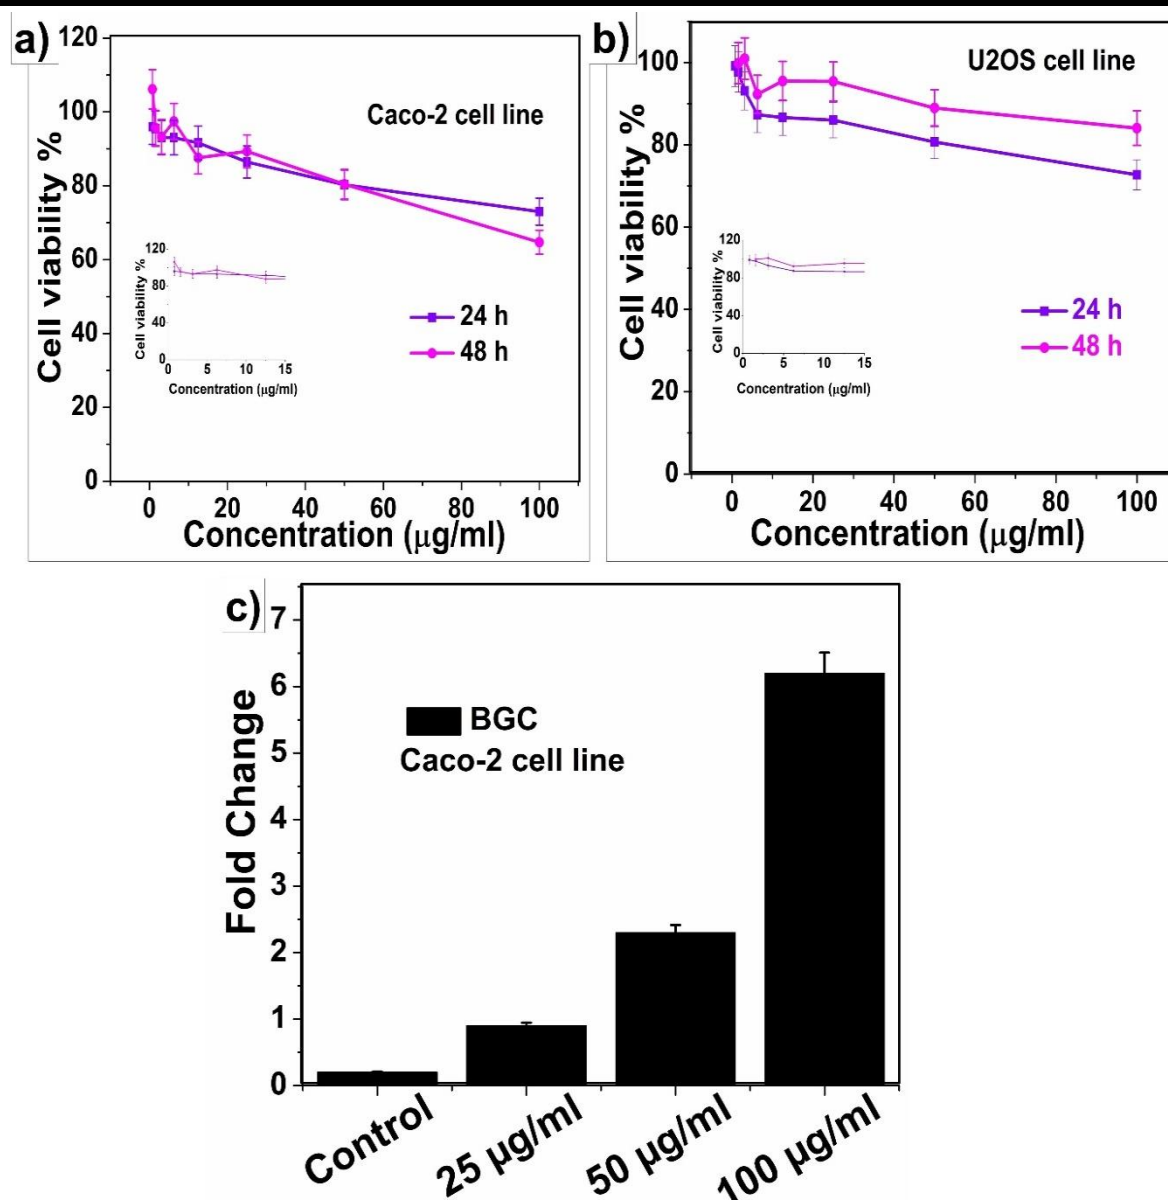 a)
120
100
80
60
40
20
0
Cell viability %
Caco-2 cell line
120
80
40
0
Cell viability %
0 5 10 15
Concentration (μg/ml)
24 h
48 h
0 20 40 60 80 100
Concentration (μg/ml)
b)
100
80
60
40
20
0
Cell viability %
U2OS cell line
120
80
40
0
Cell viability %
0 5 10 15
Concentration (μg/ml)
24 h
48 h
0 20 40 60 80 100
Concentration (μg/ml)
c)
7
6
5
4
3
2
1
0
Fold Change
BGC
Caco-2 cell line
Control
25 μg/ml
50 μg/ml
100 μg/ml